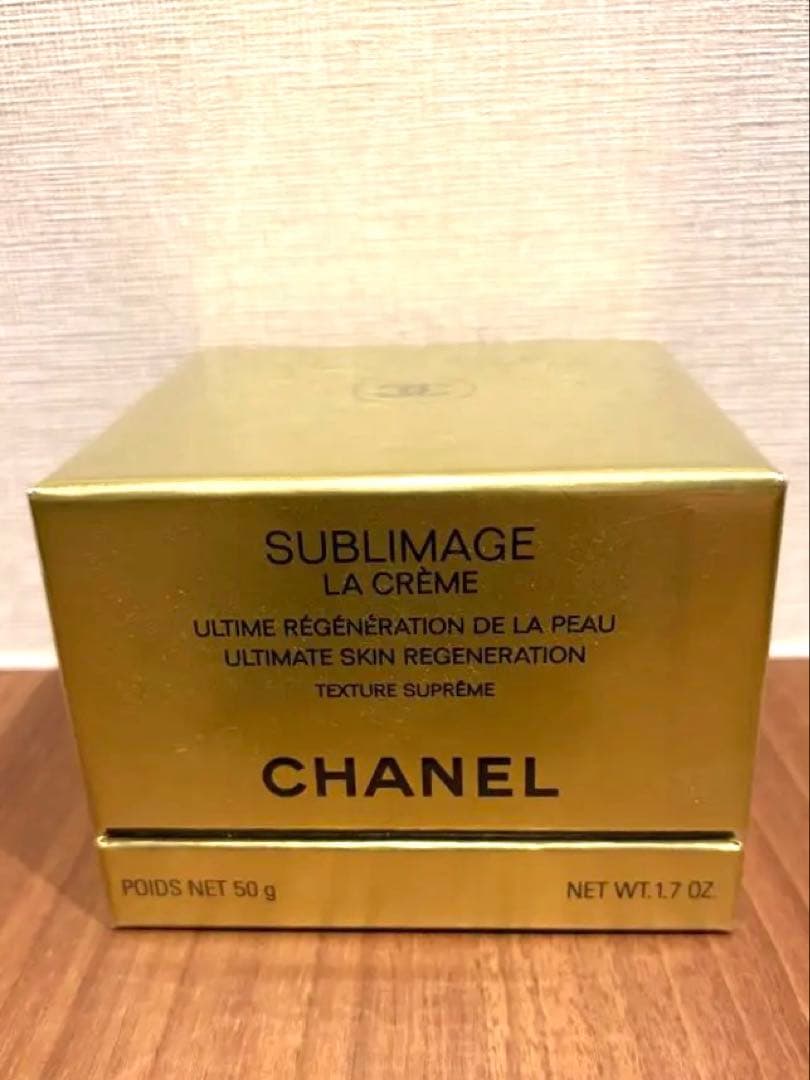 SUBLIMAGE
LA CRÈME
ULTIME RÉGÉNÉRATION DE LA PEAU
ULTIMATE SKIN REGENERATION
TEXTURE SUPRÊME
CHANEL
POIDS NET 50 g NET WT. 1.7 OZ.